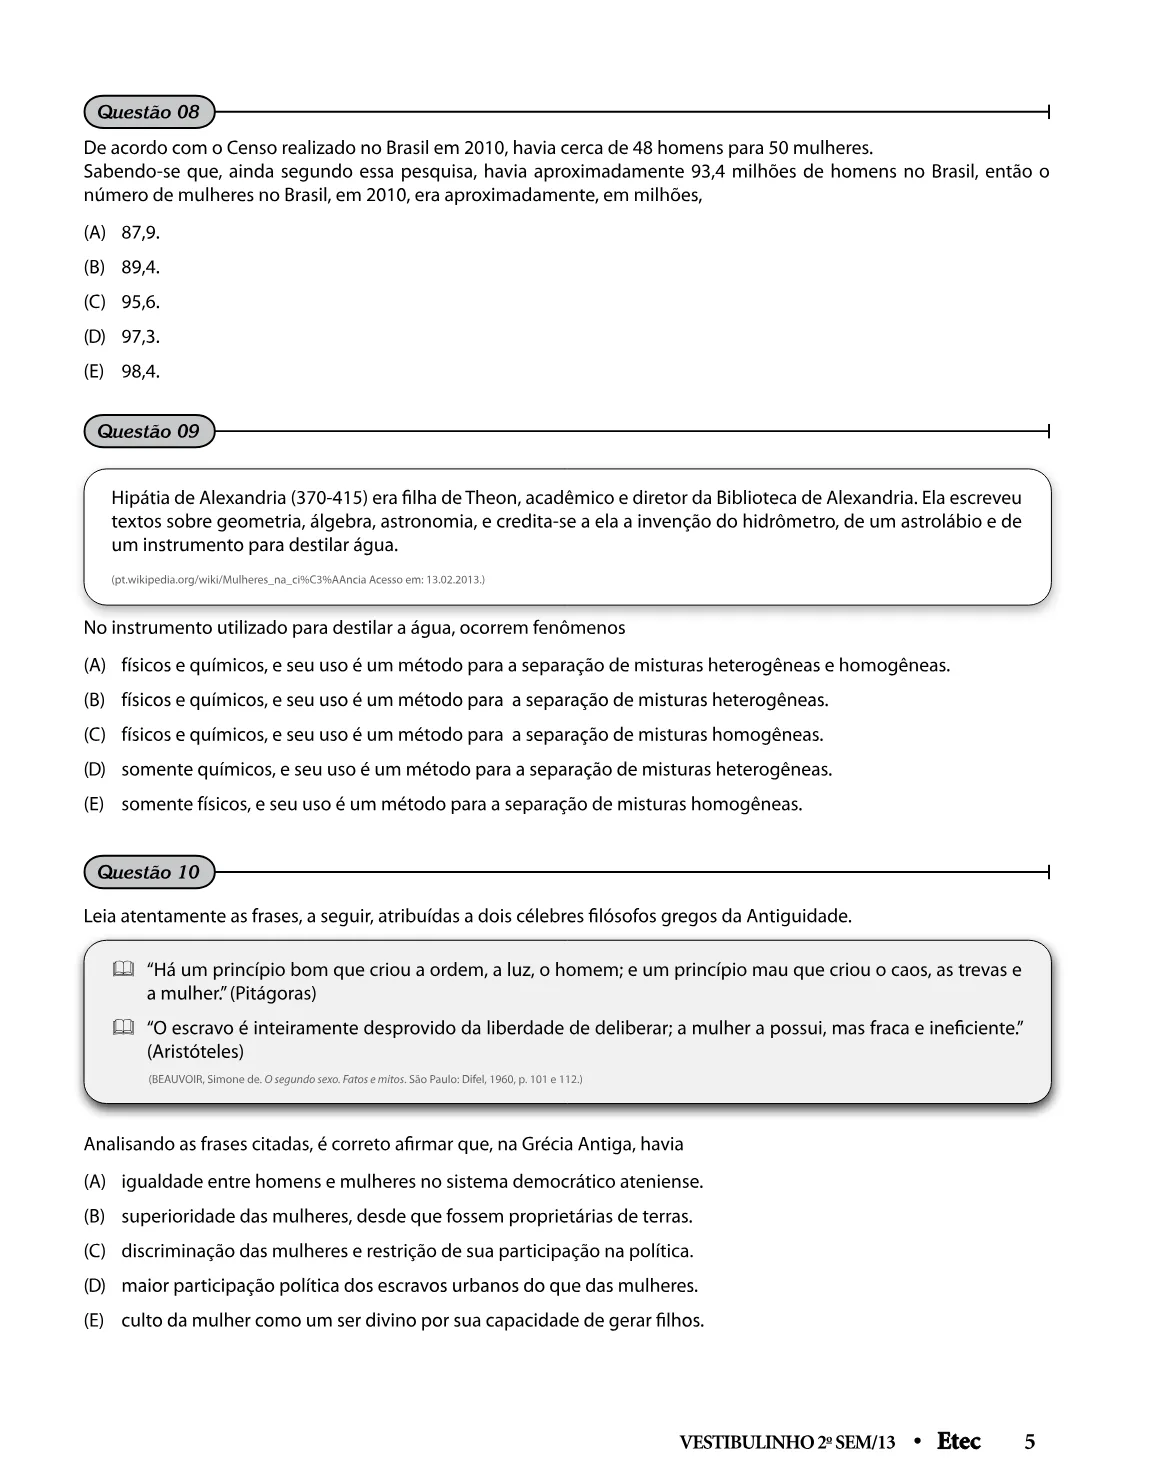 Questão 08
De acordo com o Censo realizado no Brasil em 2010, havia cerca de 48 homens para 50 mulheres.
Sabendo-se que, ainda segundo essa pesquisa, havia aproximadamente 93,4 milhões de homens no Brasil, então o
número de mulheres no Brasil, em 2010, era aproximadamente, em milhões,
(A) 87,9.
(B) 89,4.
(C) 95,6.
(D) 97,3.
(E) 98,4.
Questão 09
Hipátia de Alexandria (370-415) era filha de Theon, acadêmico e diretor da Biblioteca de Alexandria. Ela escreveu
textos sobre geometria, álgebra, astronomia, e credita-se a ela a invenção do hidrômetro, de um astrolábio e de
um instrumento para destilar água.
(pt.wikipedia.org/wiki/Mulheres_na_ci%C3%AAncia Acesso em: 13.02.2013.)
No instrumento utilizado para destilar a água, ocorrem fenômenos
(A) físicos e químicos, e seu uso é um método para a separação de misturas heterogêneas e homogêneas.
(B) físicos e químicos, e seu uso é um método para a separação de misturas heterogêneas.
(C) físicos e químicos, e seu uso é um método para a separação de misturas homogêneas.
(D) somente químicos, e seu uso é um método para a separação de misturas heterogêneas.
(E) somente físicos, e seu uso é um método para a separação de misturas homogêneas.
Questão 10
Leia atentamente as frases, a seguir, atribuídas a dois célebres filósofos gregos da Antiguidade.
“Há um princípio bom que criou a ordem, a luz, o homem; e um princípio mau que criou o caos, as trevas e
a mulher.” (Pitágoras)
“O escravo é inteiramente desprovido da liberdade de deliberar; a mulher a possui, mas fraca e ineficiente.”
(Aristóteles)
(BEAUVOIR, Simone de. O segundo sexo. Fatos e mitos. São Paulo: Difel, 1960, p. 101 e 112.)
Analisando as frases citadas, é correto afirmar que, na Grécia Antiga, havia
(A) igualdade entre homens e mulheres no sistema democrático ateniense.
(B) superioridade das mulheres, desde que fossem proprietárias de terras.
(C) discriminação das mulheres e restrição de sua participação na política.
(D) maior participação política dos escravos urbanos do que das mulheres.
(E) culto da mulher como um ser divino por sua capacidade de gerar filhos.
VESTIBULINHO 2º SEM/13 • Etec 5